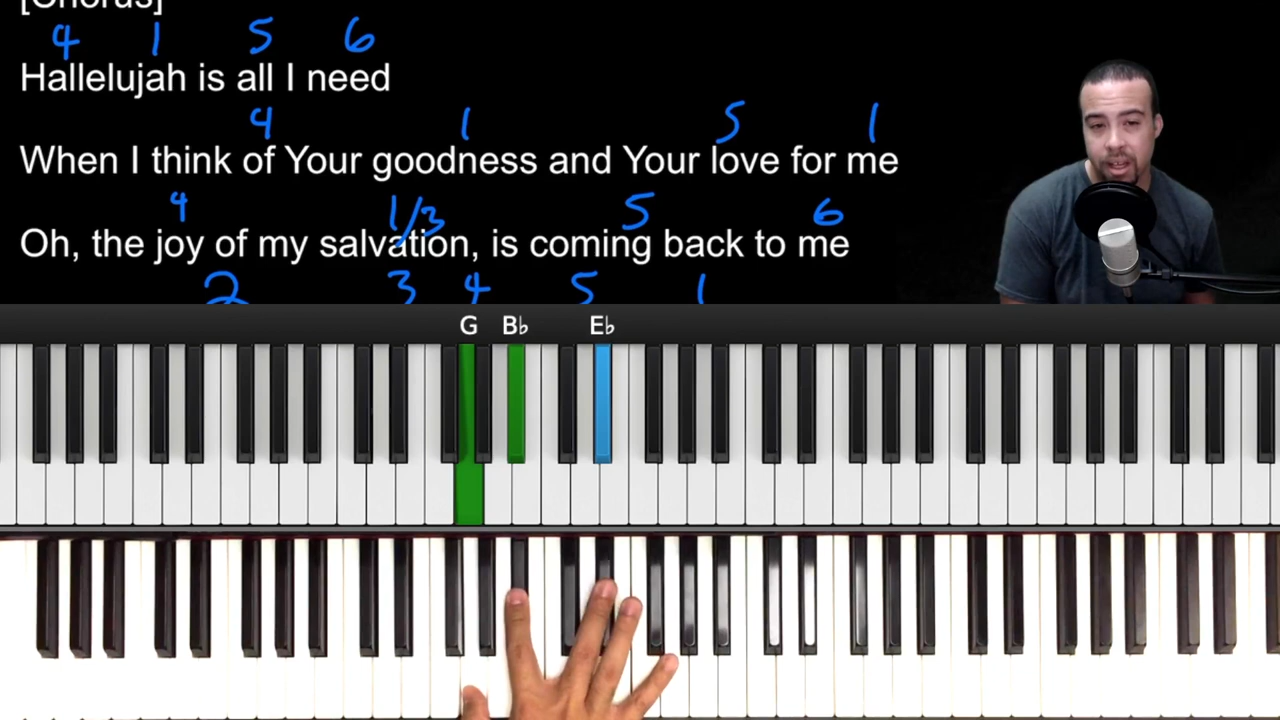 [Chorus]
4 1 5 6
Hallelujah is all I need
4 1 5 1
When I think of Your goodness and Your love for me
4 1/3 5 6
Oh, the joy of my salvation, is coming back to me
2 3 4 5 1
G B♭ E♭